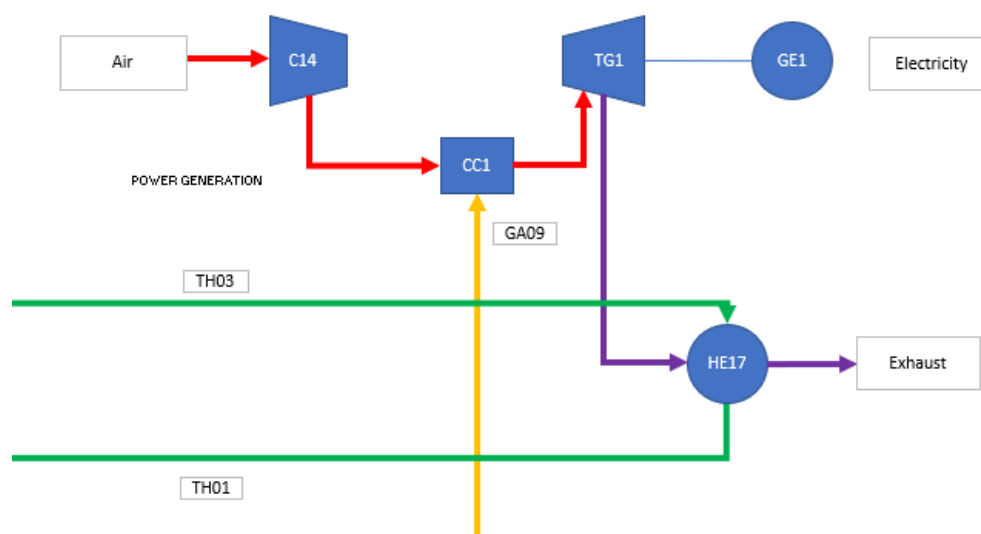 Air
C14
TG1
GE1
Electricity
CC1
POWER GENERATION
GA09
TH03
HE17
Exhaust
TH01